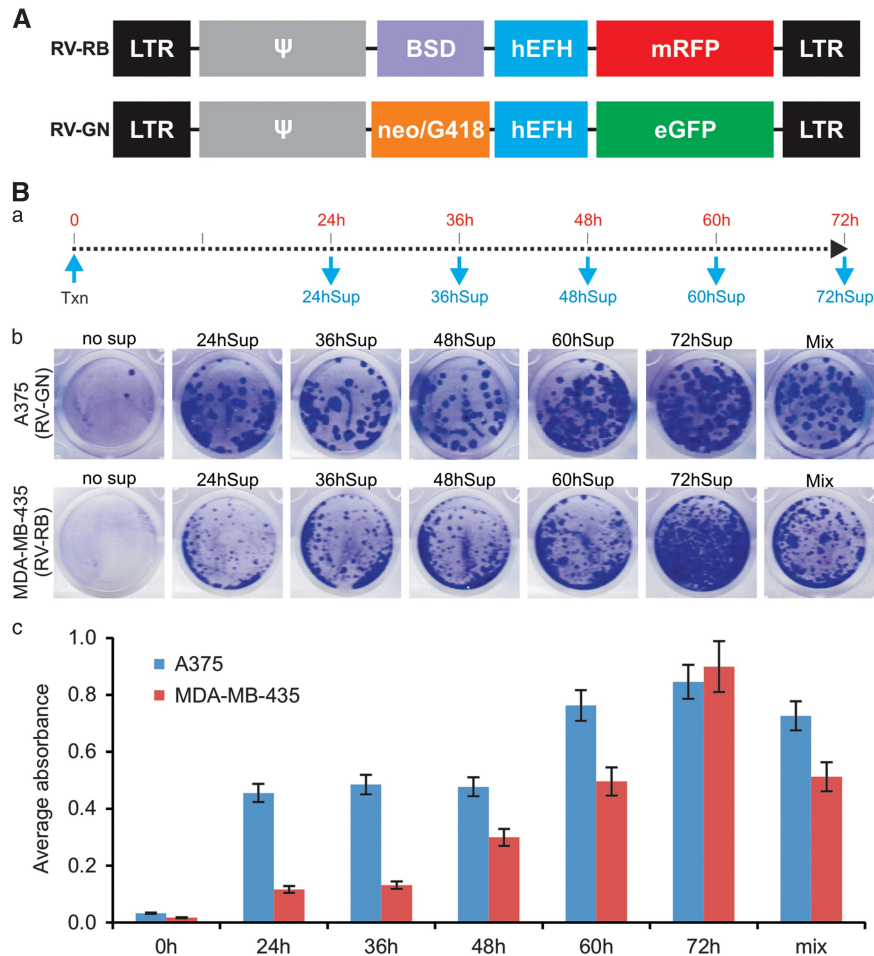 A
RV-RB LTR Ψ BSD hEFH mRFP LTR
RV-GN LTR Ψ neo/G418 hEFH eGFP LTR
B
a
0 24h 36h 48h 60h 72h
Txn 24hSup 36hSup 48hSup 60hSup 72hSup
b
no sup 24hSup 36hSup 48hSup 60hSup 72hSup Mix
A375
(RV-GN)
no sup 24hSup 36hSup 48hSup 60hSup 72hSup Mix
MDA-MB-435
(RV-RB)
c
Average absorbance
1.0
0.8
0.6
0.4
0.2
0.0
A375
MDA-MB-435
0h 24h 36h 48h 60h 72h mix